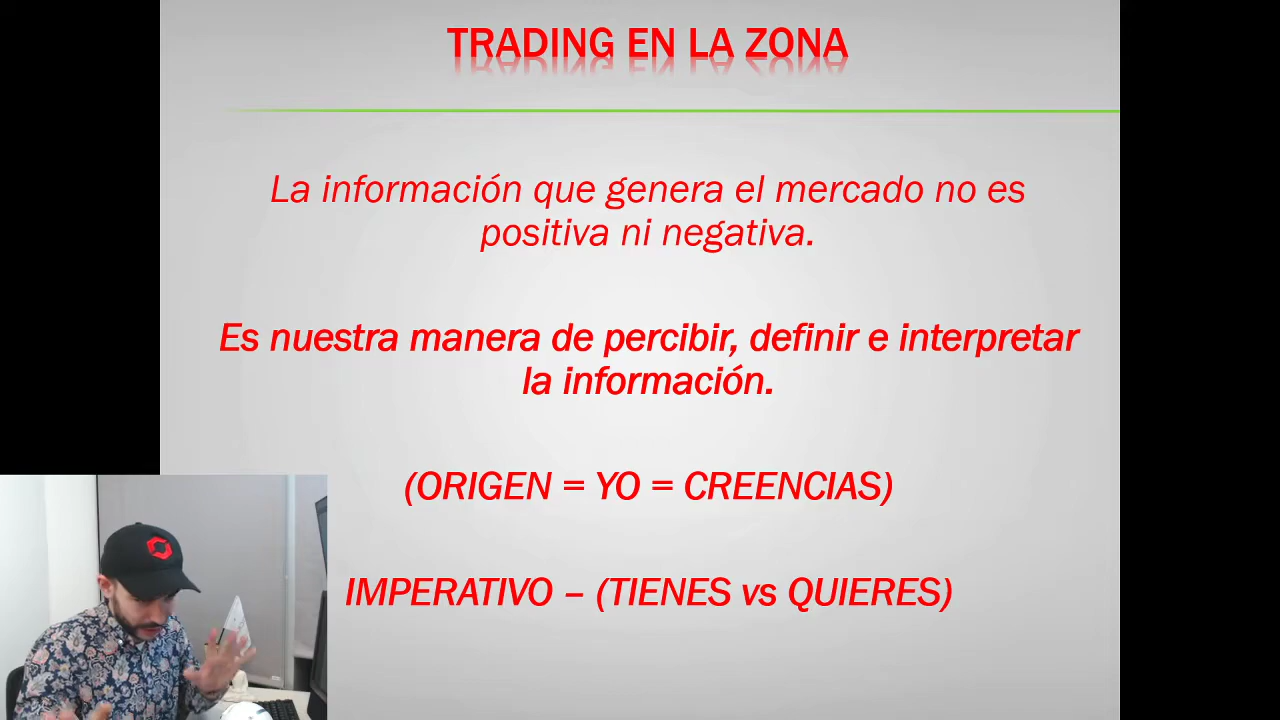 TRADING EN LA ZONA
La información que genera el mercado no es
positiva ni negativa.
Es nuestra manera de percibir, definir e interpretar
la información.
(ORIGEN = YO = CREENCIAS)
IMPERATIVO – (TIENES vs QUIERES)